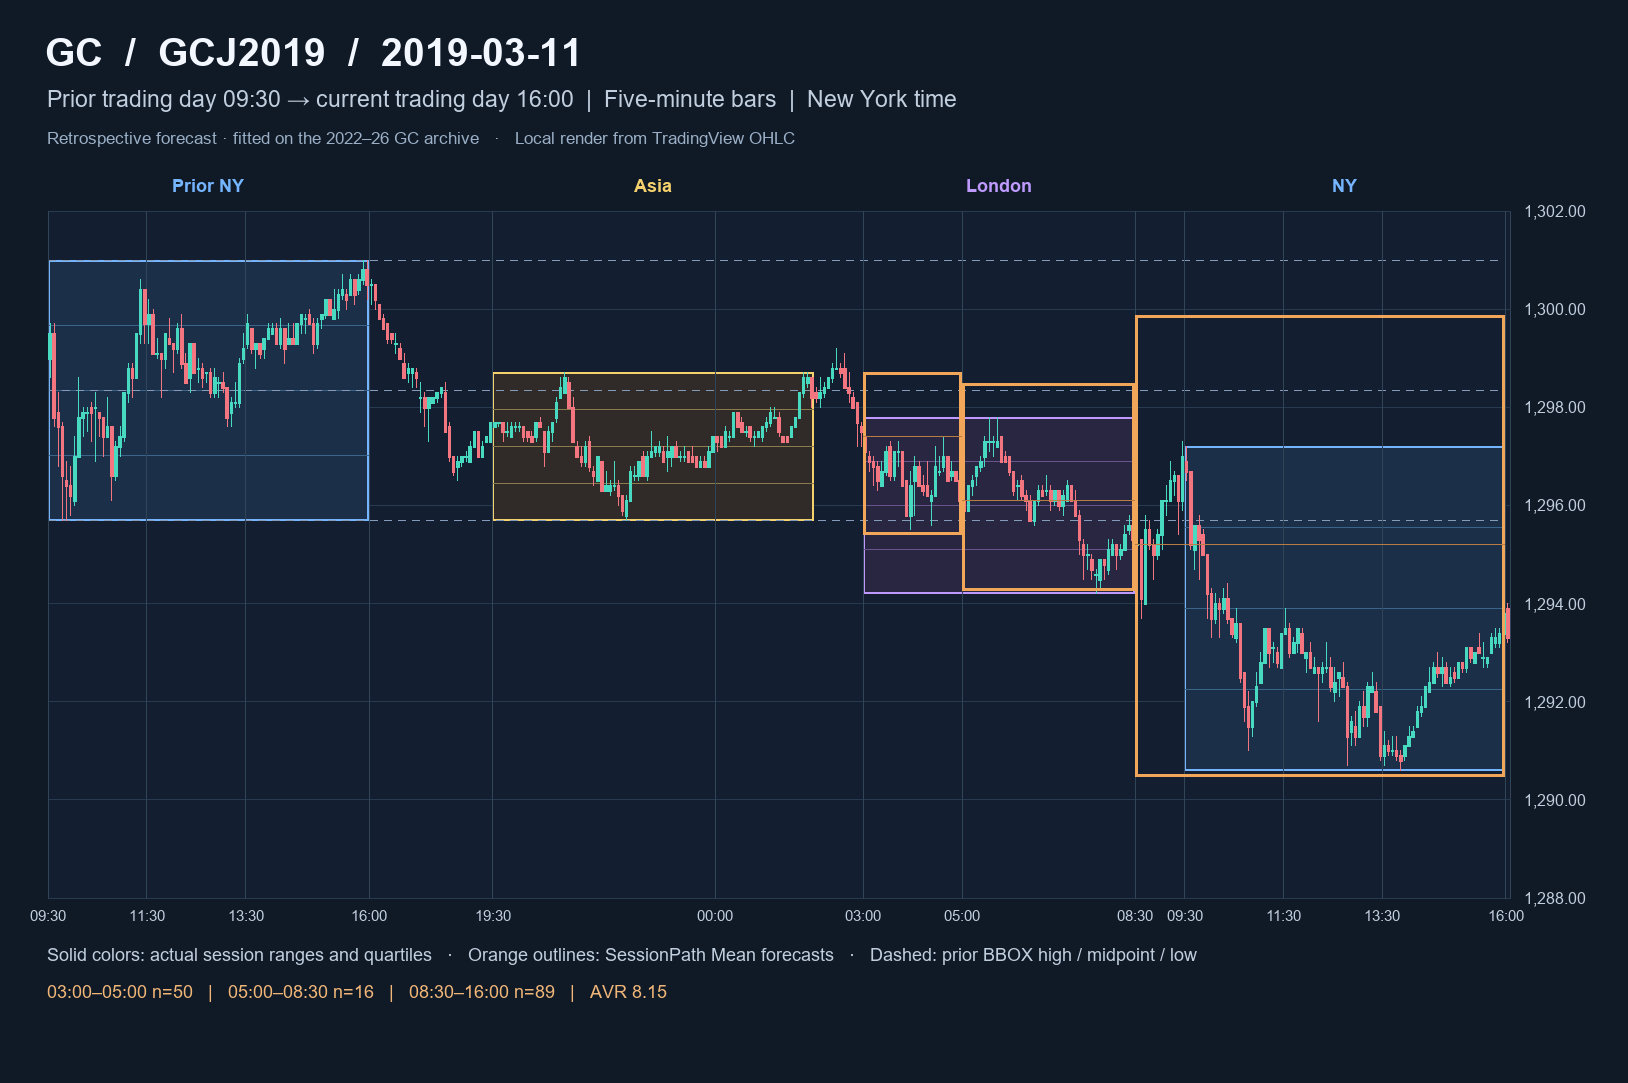 GC / GCJ2019 / 2019-03-11
Prior trading day 09:30 → current trading day 16:00 | Five-minute bars | New York time
Retrospective forecast · fitted on the 2022–26 GC archive · Local render from TradingView OHLC
Prior NY Asia London NY
1,302.00
1,300.00
1,298.00
1,296.00
1,294.00
1,292.00
1,290.00
1,288.00
09:30 11:30 13:30 16:00 19:30 00:00 03:00 05:00 08:30 09:30 11:30 13:30 16:00
Solid colors: actual session ranges and quartiles · Orange outlines: SessionPath Mean forecasts · Dashed: prior BBOX high / midpoint / low
03:00–05:00 n=50 | 05:00–08:30 n=16 | 08:30–16:00 n=89 | AVR 8.15